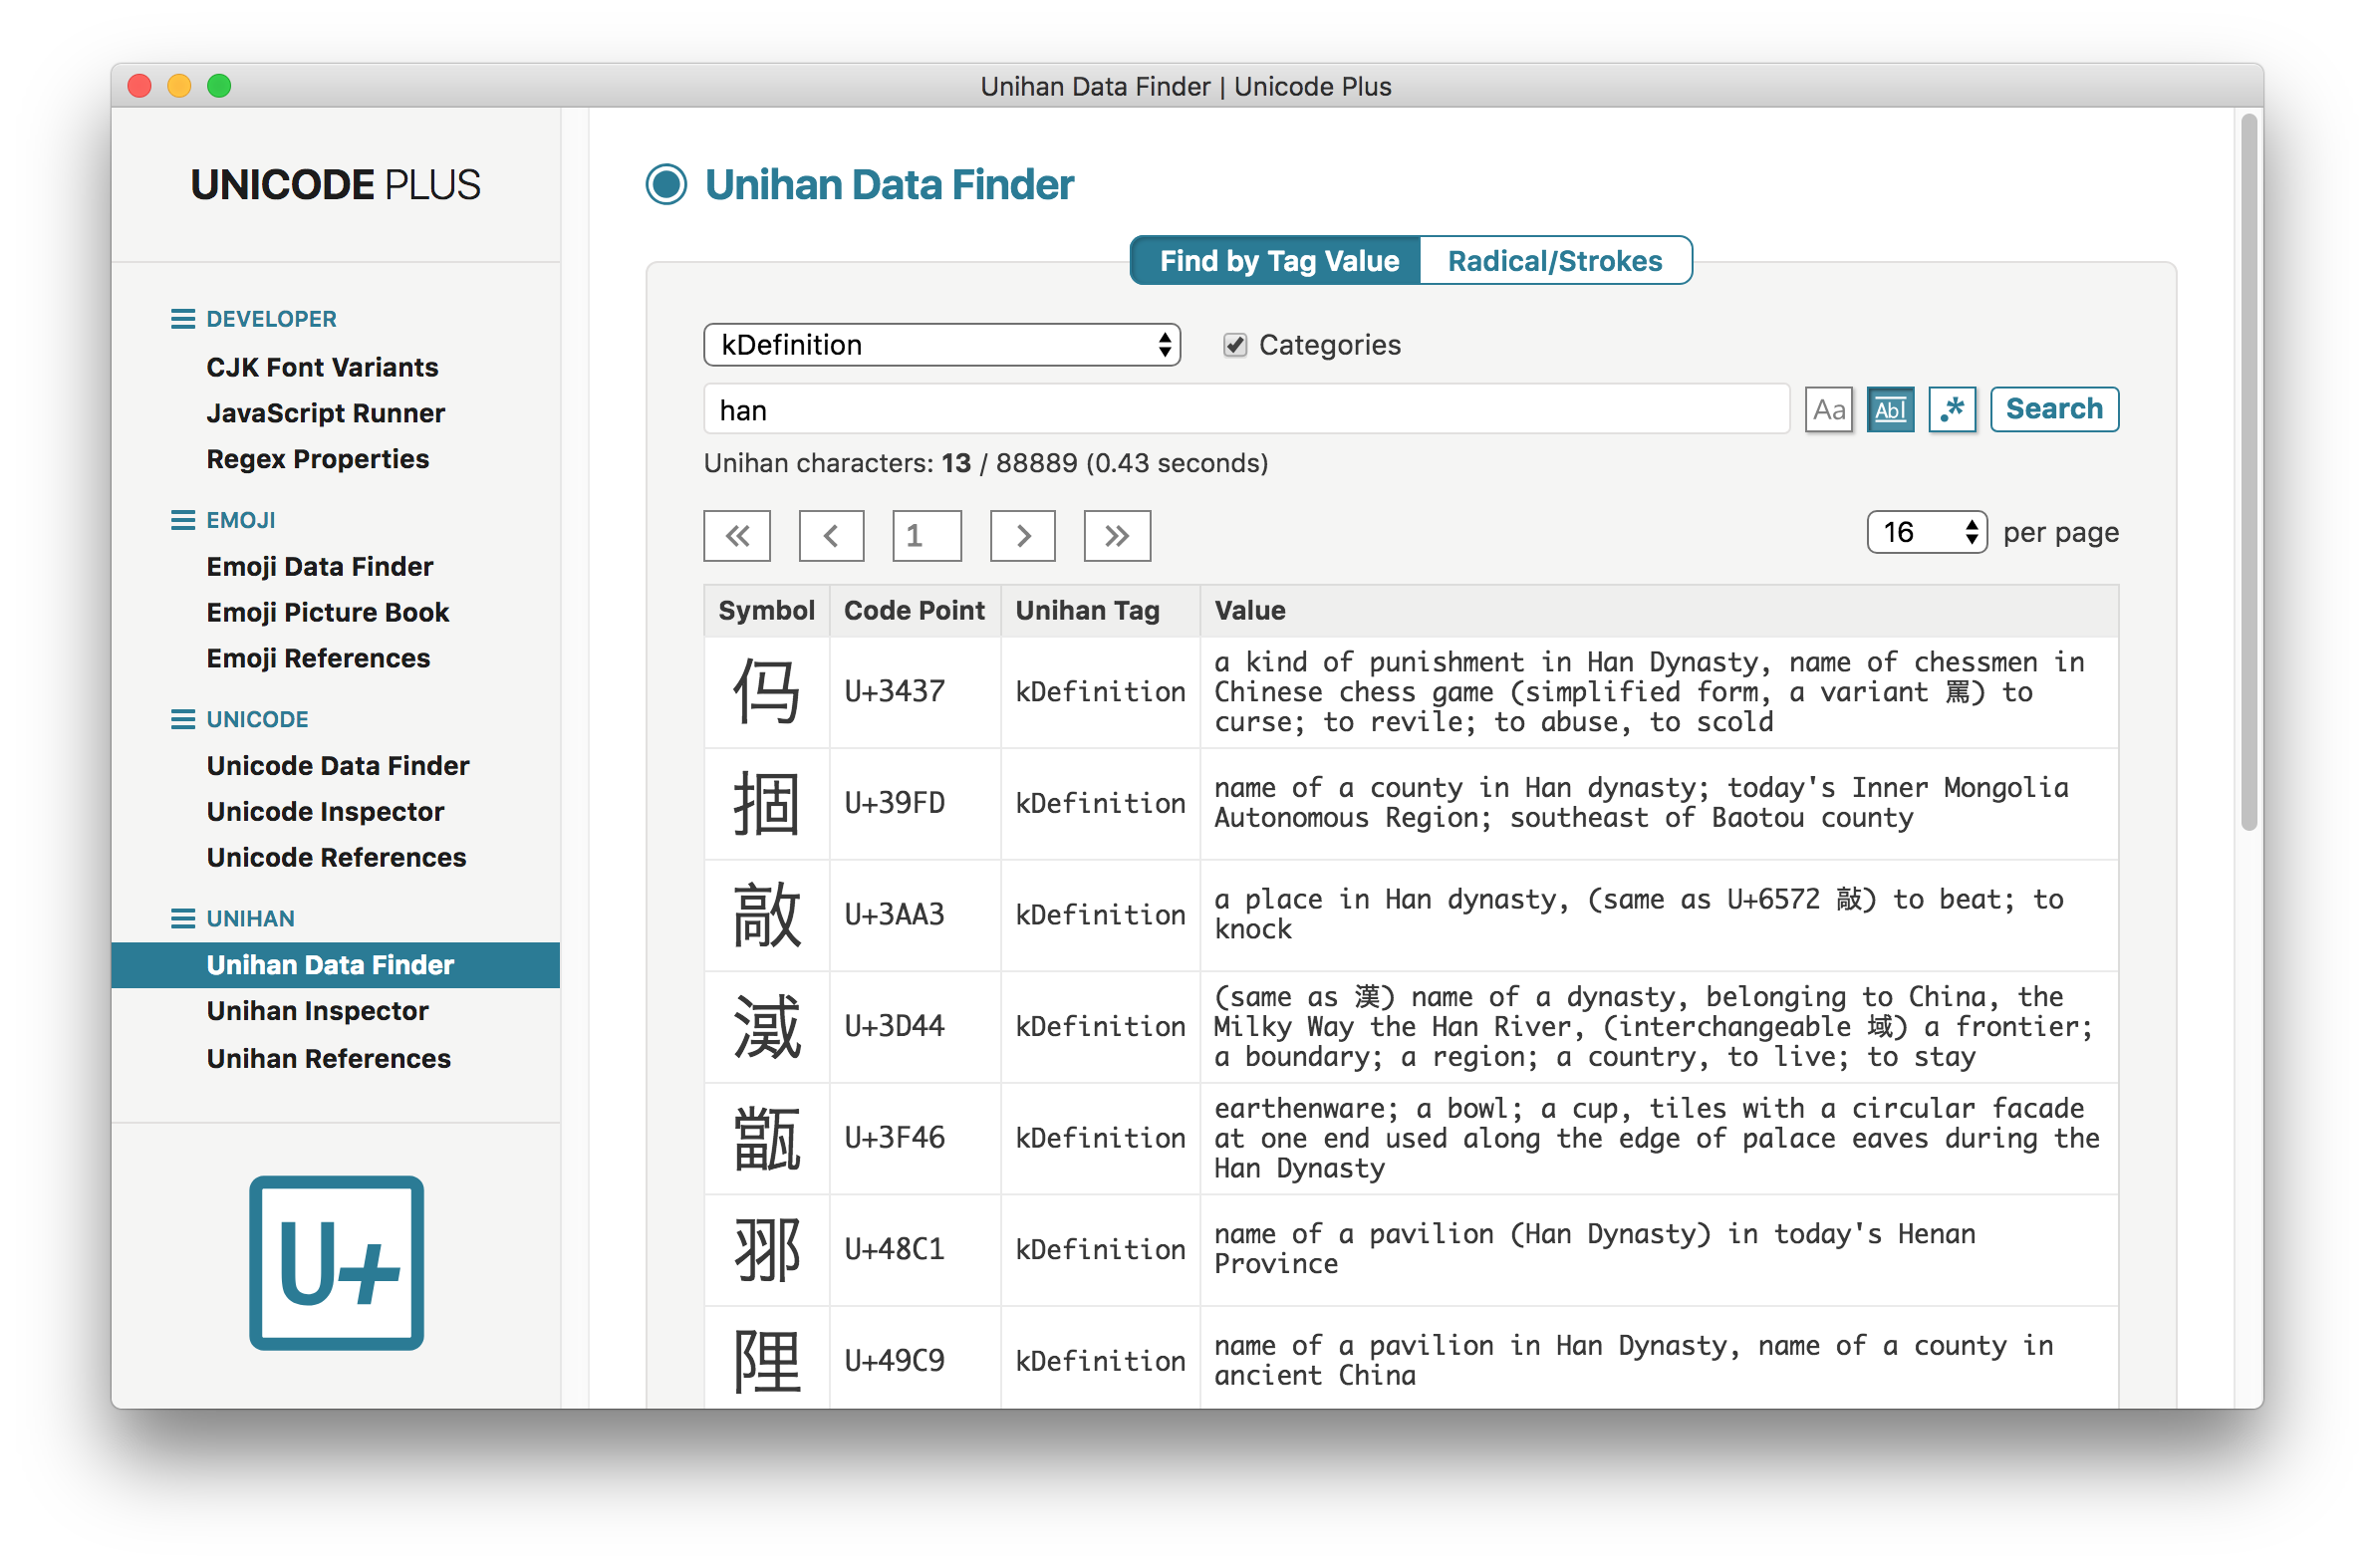 Unihan Data Finder | Unicode Plus
UNICODE PLUS
DEVELOPER
CJK Font Variants
JavaScript Runner
Regex Properties
EMOJI
Emoji Data Finder
Emoji Picture Book
Emoji References
UNICODE
Unicode Data Finder
Unicode Inspector
Unicode References
UNIHAN
Unihan Data Finder
Unihan Inspector
Unihan References
U+
Unihan Data Finder
Find by Tag Value Radical/Strokes
kDefinition Categories
han Aa Ab| .* Search
Unihan characters: 13 / 88889 (0.43 seconds)
« < 1 > » 16 per page
Symbol Code Point Unihan Tag Value
㐷 U+3437 kDefinition a kind of punishment in Han Dynasty, name of chessmen in
Chinese chess game (simplified form, a variant 罵) to
curse; to revile; to abuse, to scold
㧽 U+39FD kDefinition name of a county in Han dynasty; today's Inner Mongolia
Autonomous Region; southeast of Baotou county
㪣 U+3AA3 kDefinition a place in Han dynasty, (same as U+6572 敲) to beat; to
knock
㵄 U+3D44 kDefinition (same as 漢) name of a dynasty, belonging to China, the
Milky Way the Han River, (interchangeable 域) a frontier;
a boundary; a region; a country, to live; to stay
㽆 U+3F46 kDefinition earthenware; a bowl; a cup, tiles with a circular facade
at one end used along the edge of palace eaves during the
Han Dynasty
䣁 U+48C1 kDefinition name of a pavilion (Han Dynasty) in today's Henan
Province
䧉 U+49C9 kDefinition name of a pavilion in Han Dynasty, name of a county in
ancient China